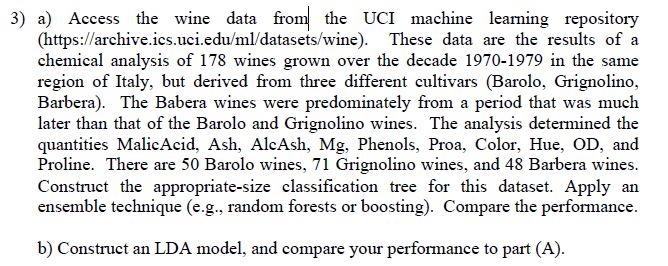 3) a) Access the wine data from the UCI machine learning repository
(https://archive.ics.uci.edu/ml/datasets/wine). These data are the results of a
chemical analysis of 178 wines grown over the decade 1970-1979 in the same
region of Italy, but derived from three different cultivars (Barolo, Grignolino,
Barbera). The Babera wines were predominately from a period that was much
later than that of the Barolo and Grignolino wines. The analysis determined the
quantities MalicAcid, Ash, AlcAsh, Mg, Phenols, Proa, Color, Hue, OD, and
Proline. There are 50 Barolo wines, 71 Grignolino wines, and 48 Barbera wines.
Construct the appropriate-size classification tree for this dataset. Apply an
ensemble technique (e.g., random forests or boosting). Compare the performance.
b) Construct an LDA model, and compare your performance to part (A).